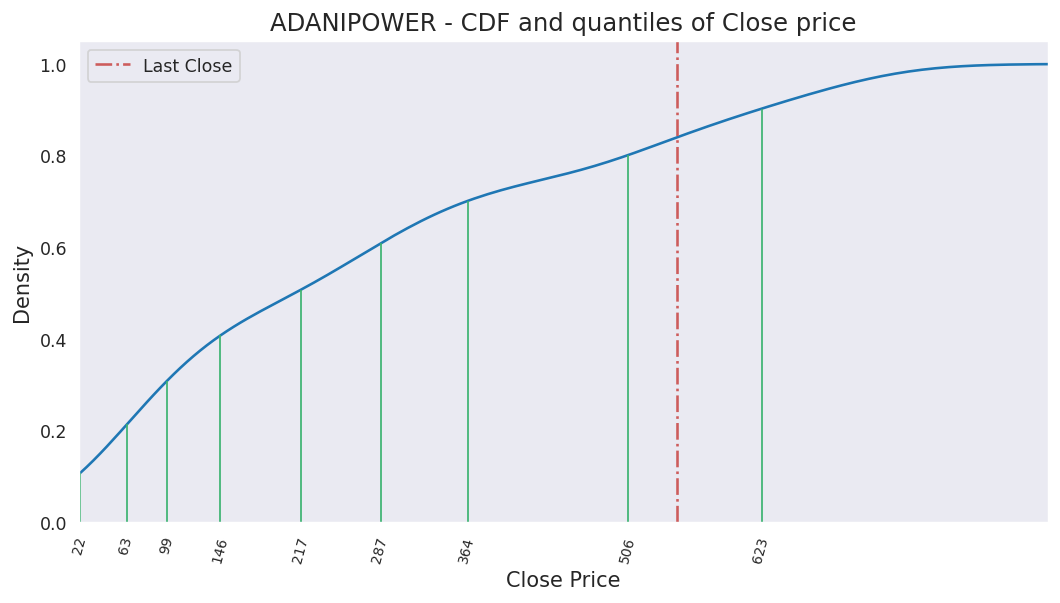 ADANIPOWER - CDF and quantiles of Close price
Last Close
1.0
0.8
0.6
0.4
0.2
0.0
Density
22 63 99 146 217 287 364 506 623
Close Price